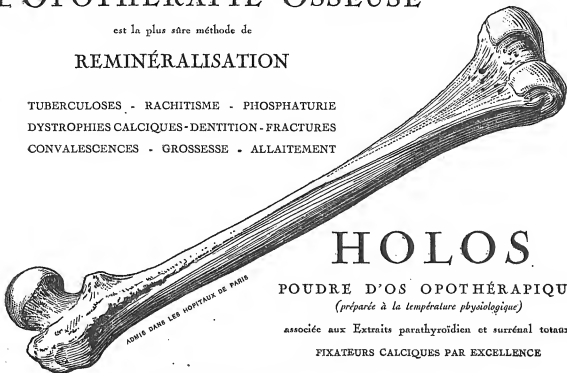 L'OPOTHÉRAPIE OSSEUSE
est la plus sûre méthode de
REMINÉRALISATION
TUBERCULOSES - RACHITISME - PHOSPHATURIE
DYSTROPHIES CALCIQUES - DENTITION - FRACTURES
CONVALESCENCES - GROSSESSE - ALLAITEMENT
ADMIS DANS LES HOPITAUX DE PARIS
HOLOS
POUDRE D'OS OPOTHÉRAPIQU
(préparée à la température physiologique)
associée aux Extraits parathyroïdien et surrénal totaux
FIXATEURS CALCIQUES PAR EXCELLENCE